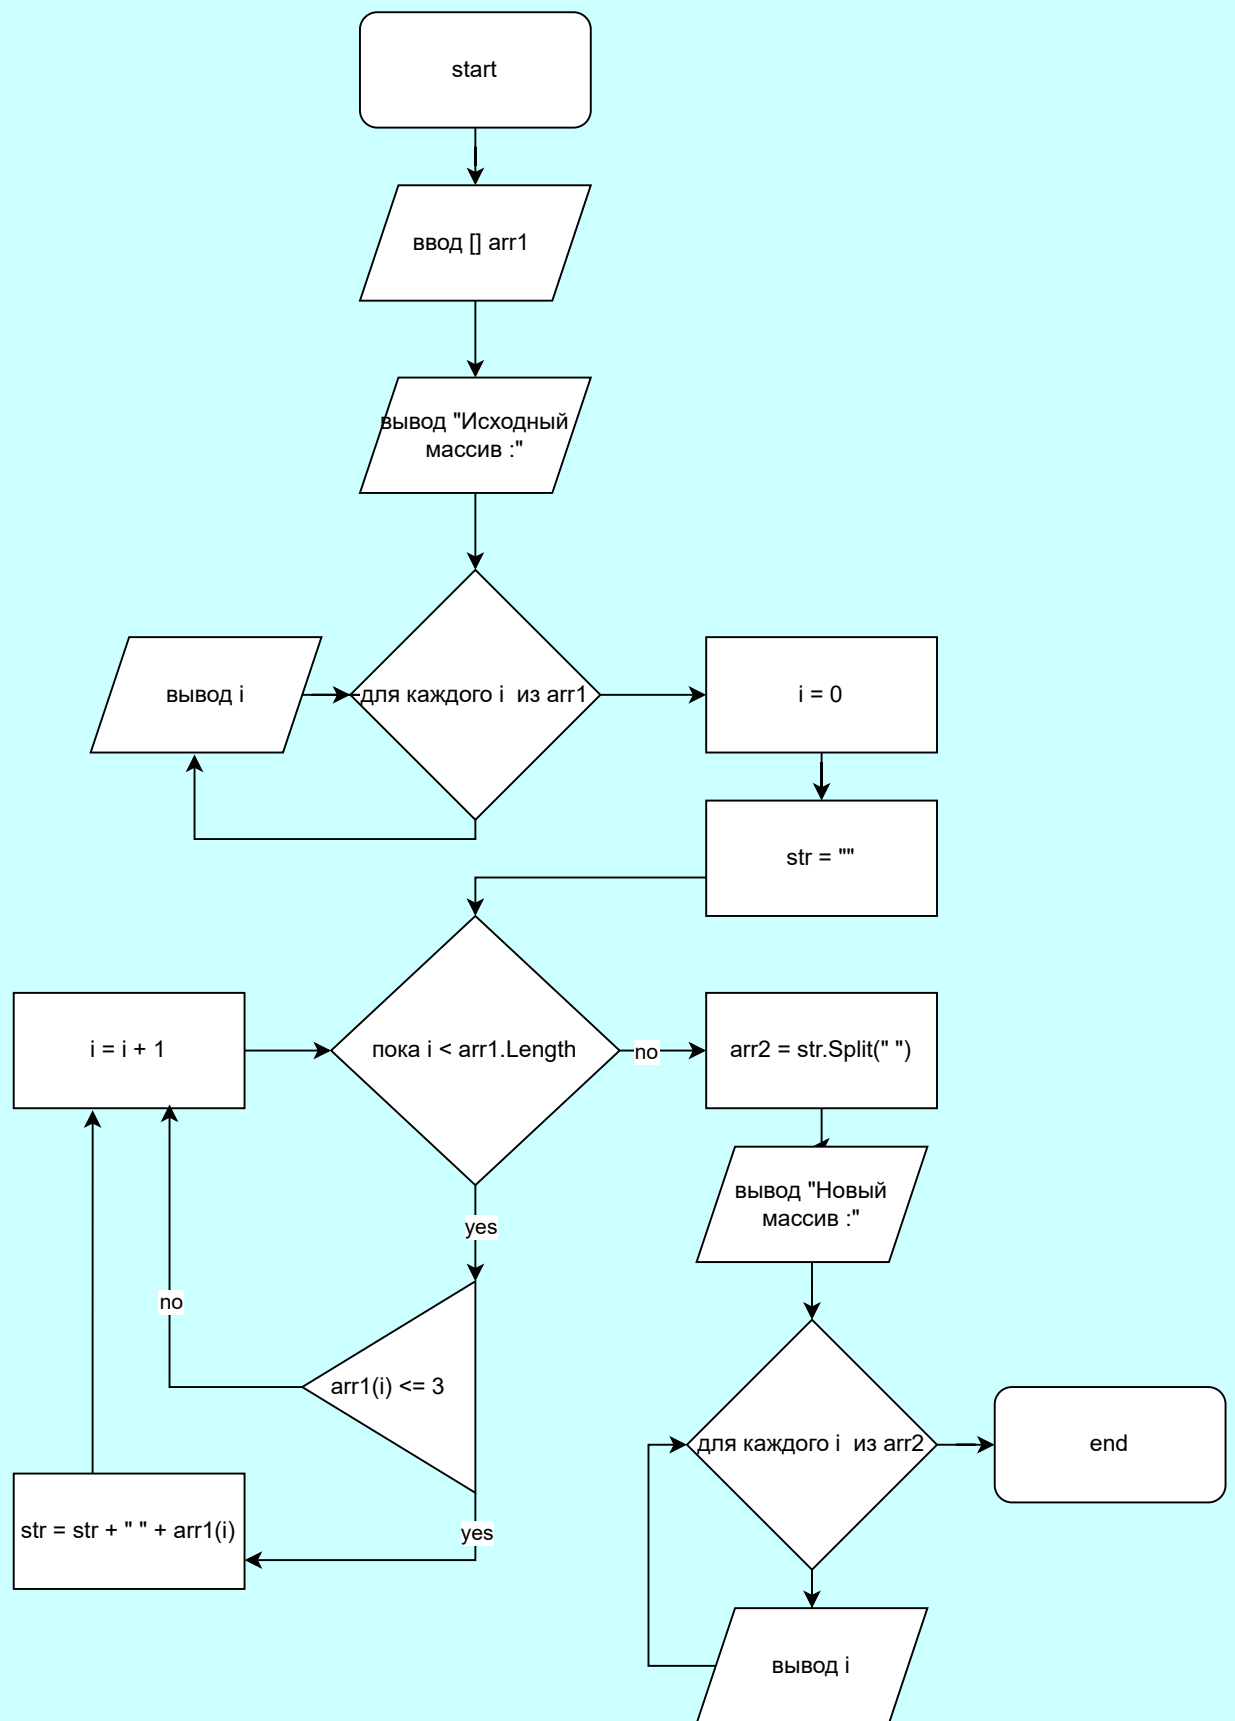 start
ввод [] arr1
вывод "Исходный
массив :"
вывод i
для каждого i  из arr1
i = 0
str = ""
i = i + 1
пока i < arr1.Length
no
arr2 = str.Split(" ")
вывод "Новый
массив :"
yes
no
arr1(i) <= 3
для каждого i  из arr2
end
str = str + " " + arr1(i)
yes
вывод i